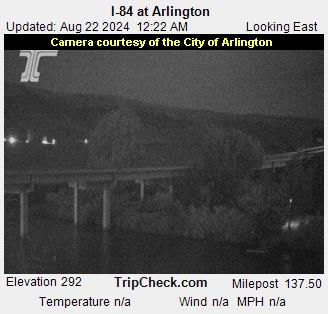 I-84 at Arlington
Updated: Aug 22 2024 12:22 AM Looking East
Camera courtesy of the City of Arlington
Elevation 292 TripCheck.com Milepost 137.50
Temperature n/a Wind n/a MPH n/a